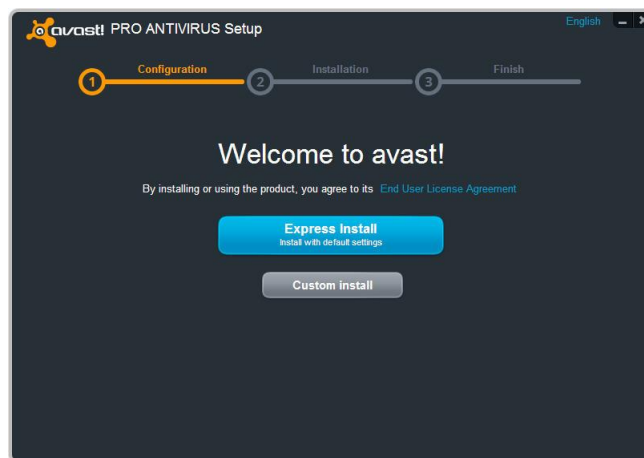 avast! PRO ANTIVIRUS Setup
English
Configuration
Installation
Finish
1
2
3
Welcome to avast!
By installing or using the product, you agree to its End User License Agreement
Express Install
Install with default settings
Custom install